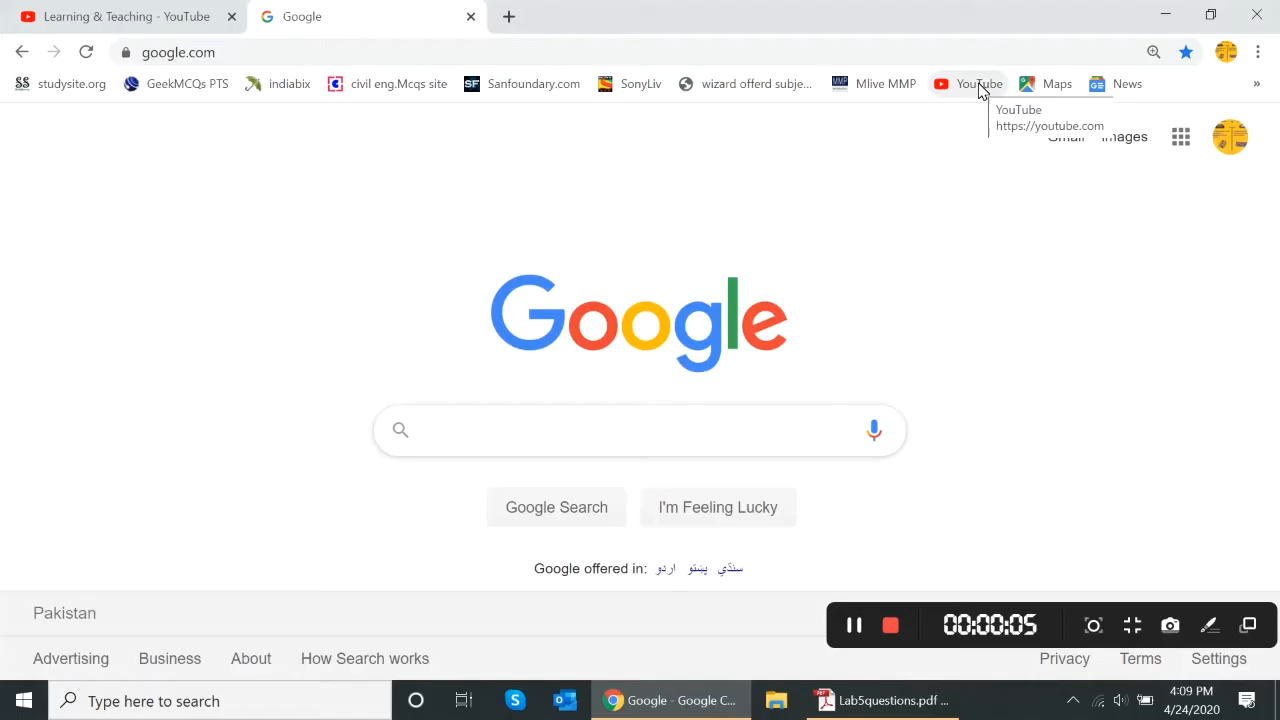 Learning & Teaching - YouTube
Google
google.com
studysite.org GeekMCQs PTS indiabix civil eng.Mcqs site Sanfoundary.com SonyLiv wizard offerd subje... Mlive MMP YouTube Maps News »
YouTube
https://youtube.com
Gmail Images
Google
Google Search
I'm Feeling Lucky
Google offered in: اردو پښتو سنڌي
Pakistan
00:00:05
Advertising Business About How Search works
Privacy Terms Settings
Type here to search
Google - Google C...
Lab5questions.pdf ...
4:09 PM
4/24/2020